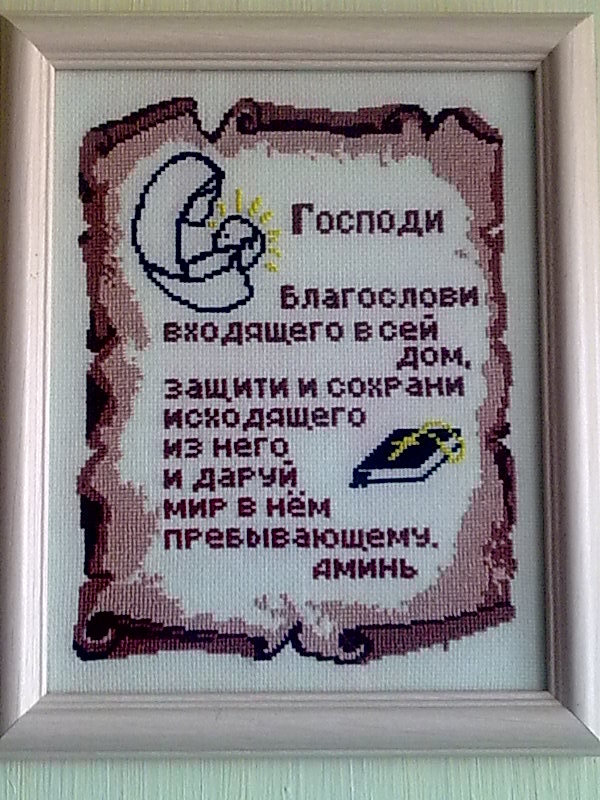 Господи
Благослови
входящего в сей
дом,
защити и сохрани
исходящего
из него
и даруй
мир в нём
пребывающему.
аминь